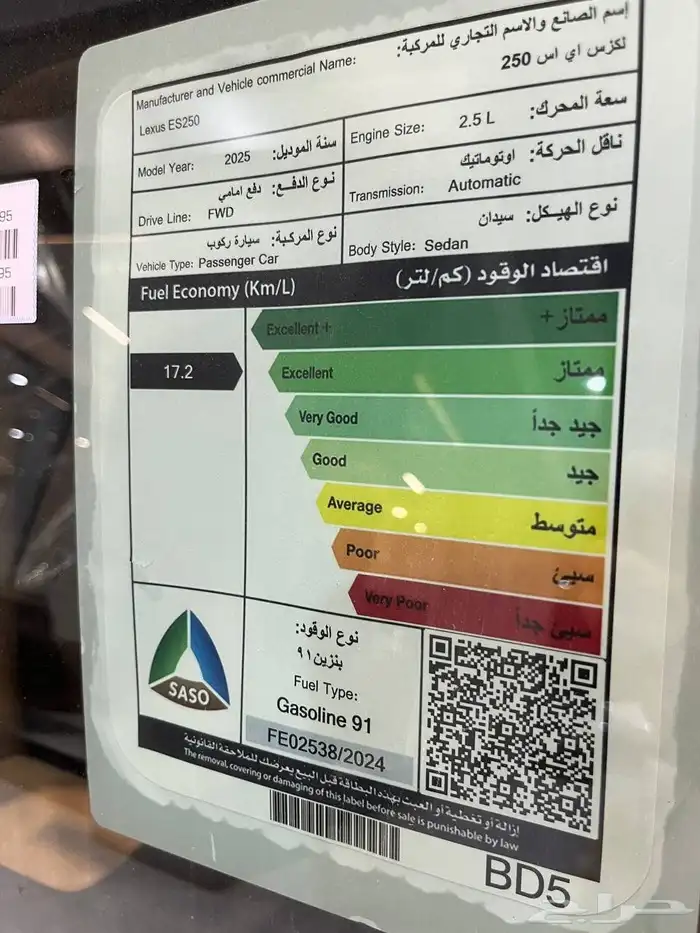 إسم الصانع والاسم التجاري للمركبة:
Manufacturer and Vehicle commercial Name:
لكزس اي اس 250
Lexus ES250
سعة المحرك:
Engine Size: 2.5 L
سنة الموديل:
Model Year: 2025
ناقل الحركة: اوتوماتيك
Transmission: Automatic
نوع الدفع: دفع امامي
Drive Line: FWD
نوع الهيكل: سيدان
Body Style: Sedan
نوع المركبة: سيارة ركوب
Vehicle Type: Passenger Car
Fuel Economy (Km/L) اقتصاد الوقود (كم/لتر)
Excellent + ممتاز +
17.2
Excellent ممتاز
Very Good جيد جداً
Good جيد
Average متوسط
Poor سيئ
Very Poor سيئ جداً
SASO
نوع الوقود:
بنزين٩١
Fuel Type:
Gasoline 91
FE02538/2024
إزالة أو تغطية أو العبث بهذه البطاقة قبل البيع يعرضك للملاحقة القانونية
The removal, covering or damaging of this label before sale is punishable by law
BD5
95
95
حراج